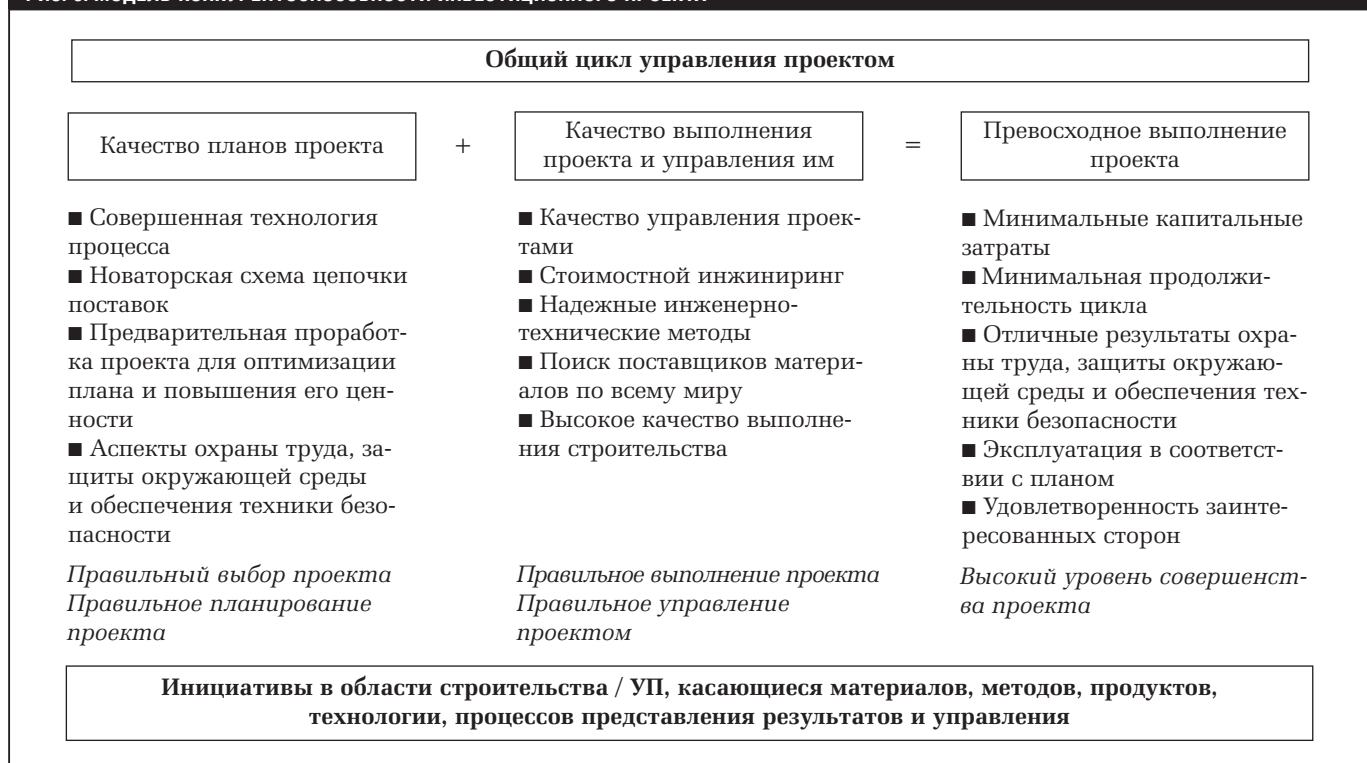 Общий цикл управления проектом
Качество планов проекта
+
Качество выполнения
проекта и управления им
=
Превосходное выполнение
проекта
■ Совершенная технология
процесса
■ Новаторская схема цепочки
поставок
■ Предварительная проработ-
ка проекта для оптимизации
плана и повышения его цен-
ности
■ Аспекты охраны труда, за-
щиты окружающей среды
и обеспечения техники безо-
пасности
Правильный выбор проекта
Правильное планирование
проекта
■ Качество управления проек-
тами
■ Стоимостной инжиниринг
■ Надежные инженерно-
технические методы
■ Поиск поставщиков матери-
алов по всему миру
■ Высокое качество выполне-
ния строительства
Правильное выполнение проекта
Правильное управление
проектом
■ Минимальные капитальные
затраты
■ Минимальная продолжи-
тельность цикла
■ Отличные результаты охра-
ны труда, защиты окружаю-
щей среды и обеспечения тех-
ники безопасности
■ Эксплуатация в соответст-
вии с планом
■ Удовлетворенность заинте-
ресованных сторон
Высокий уровень совершенст-
ва проекта
Инициативы в области строительства / УП, касающиеся материалов, методов, продуктов,
технологии, процессов представления результатов и управления